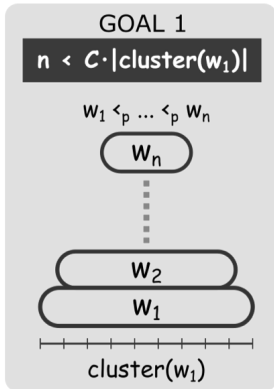 GOAL 1
n < C·|cluster(w₁)|
w₁ <ₚ ... <ₚ wₙ
wₙ
w₂
w₁
cluster(w₁)